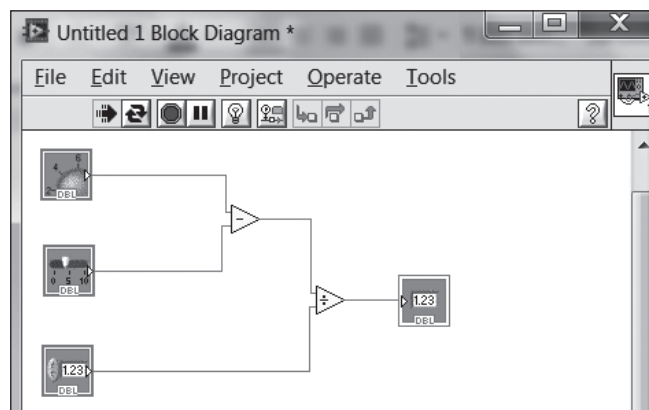 Untitled 1 Block Diagram *
File Edit View Project Operate Tools
?
2 4 6
DBL
-
0 5 10
DBL
÷
1.23
DBL
1.23
DBL